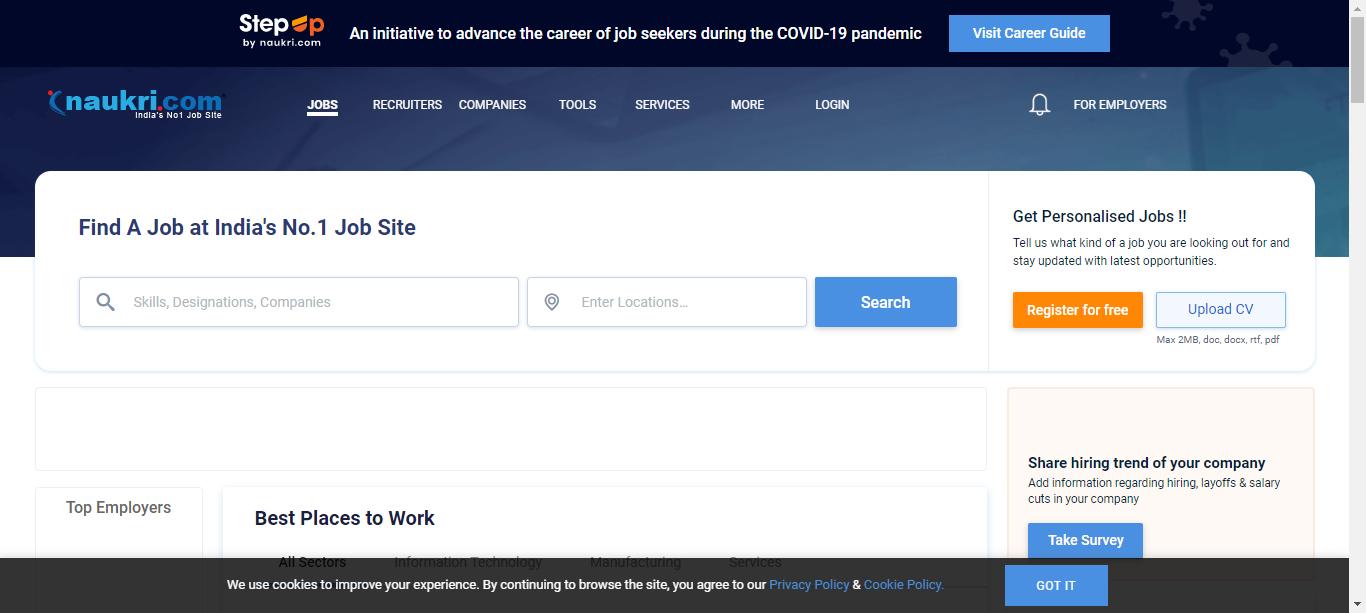 StepUp
by naukri.com
An initiative to advance the career of job seekers during the COVID-19 pandemic
Visit Career Guide
naukri.com
India's No1 Job Site
JOBS
RECRUITERS
COMPANIES
TOOLS
SERVICES
MORE
LOGIN
FOR EMPLOYERS
Find A Job at India's No.1 Job Site
Skills, Designations, Companies
Enter Locations...
Search
Get Personalised Jobs !!
Tell us what kind of a job you are looking out for and
stay updated with latest opportunities.
Register for free
Upload CV
Max 2MB, doc, docx, rtf, pdf
Share hiring trend of your company
Add information regarding hiring, layoffs & salary
cuts in your company
Take Survey
Top Employers
Best Places to Work
All Sectors
Information Technology
Manufacturing
Services
We use cookies to improve your experience. By continuing to browse the site, you agree to our Privacy Policy & Cookie Policy.
GOT IT